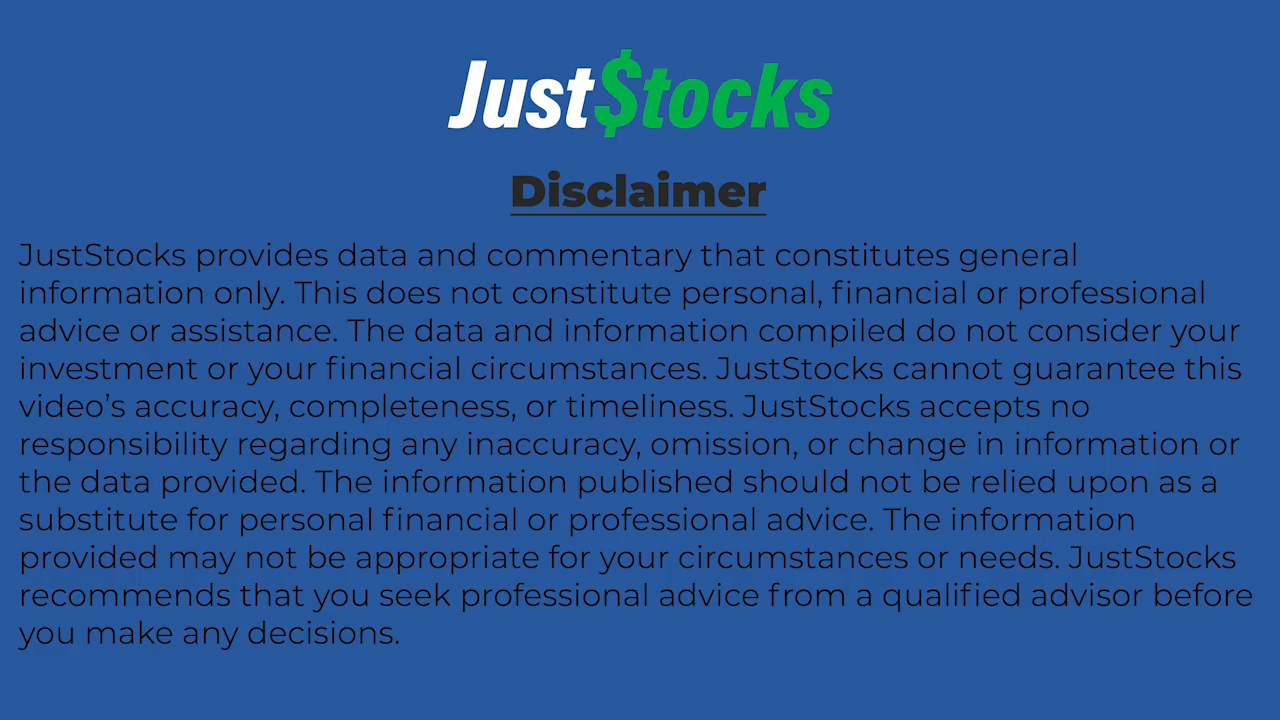 Just$tocks
Disclaimer
JustStocks provides data and commentary that constitutes general
information only. This does not constitute personal, financial or professional
advice or assistance. The data and information compiled do not consider your
investment or your financial circumstances. JustStocks cannot guarantee this
video’s accuracy, completeness, or timeliness. JustStocks accepts no
responsibility regarding any inaccuracy, omission, or change in information or
the data provided. The information published should not be relied upon as a
substitute for personal financial or professional advice. The information
provided may not be appropriate for your circumstances or needs. JustStocks
recommends that you seek professional advice from a qualified advisor before
you make any decisions.